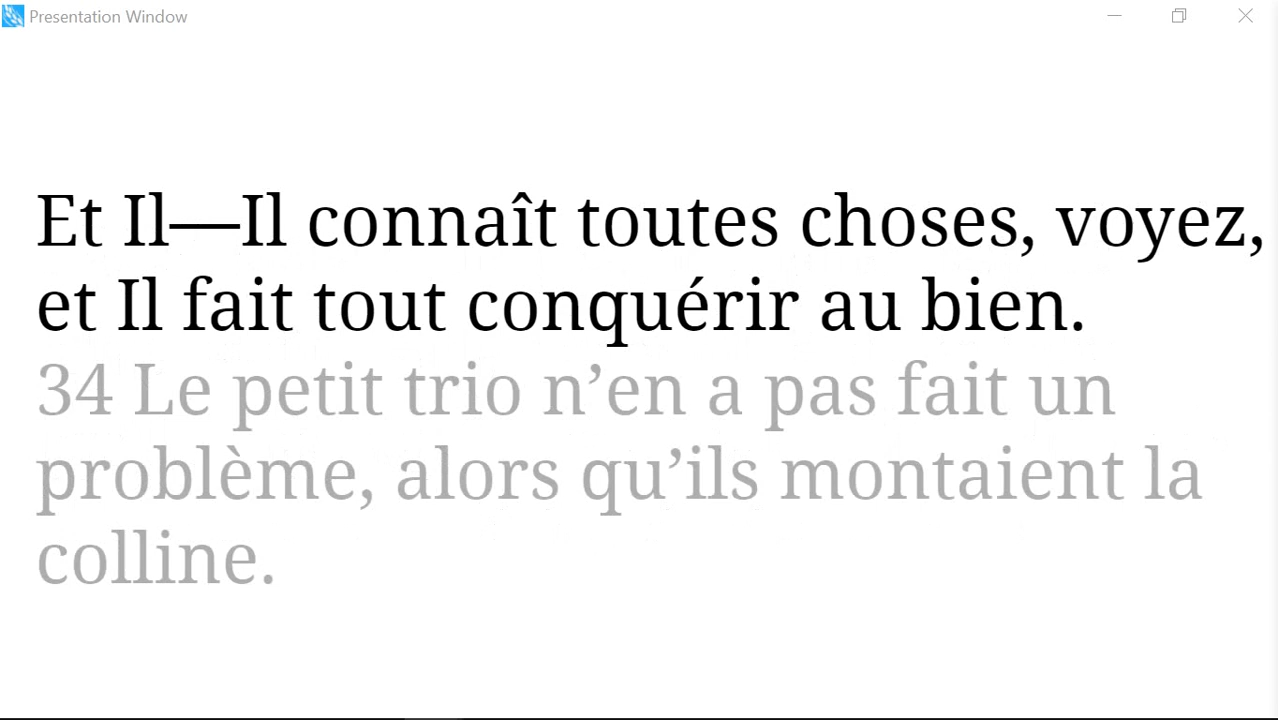 Presentation Window
Et Il—Il connaît toutes choses, voyez,
et Il fait tout conquérir au bien.
34 Le petit trio n’en a pas fait un
problème, alors qu’ils montaient la
colline.